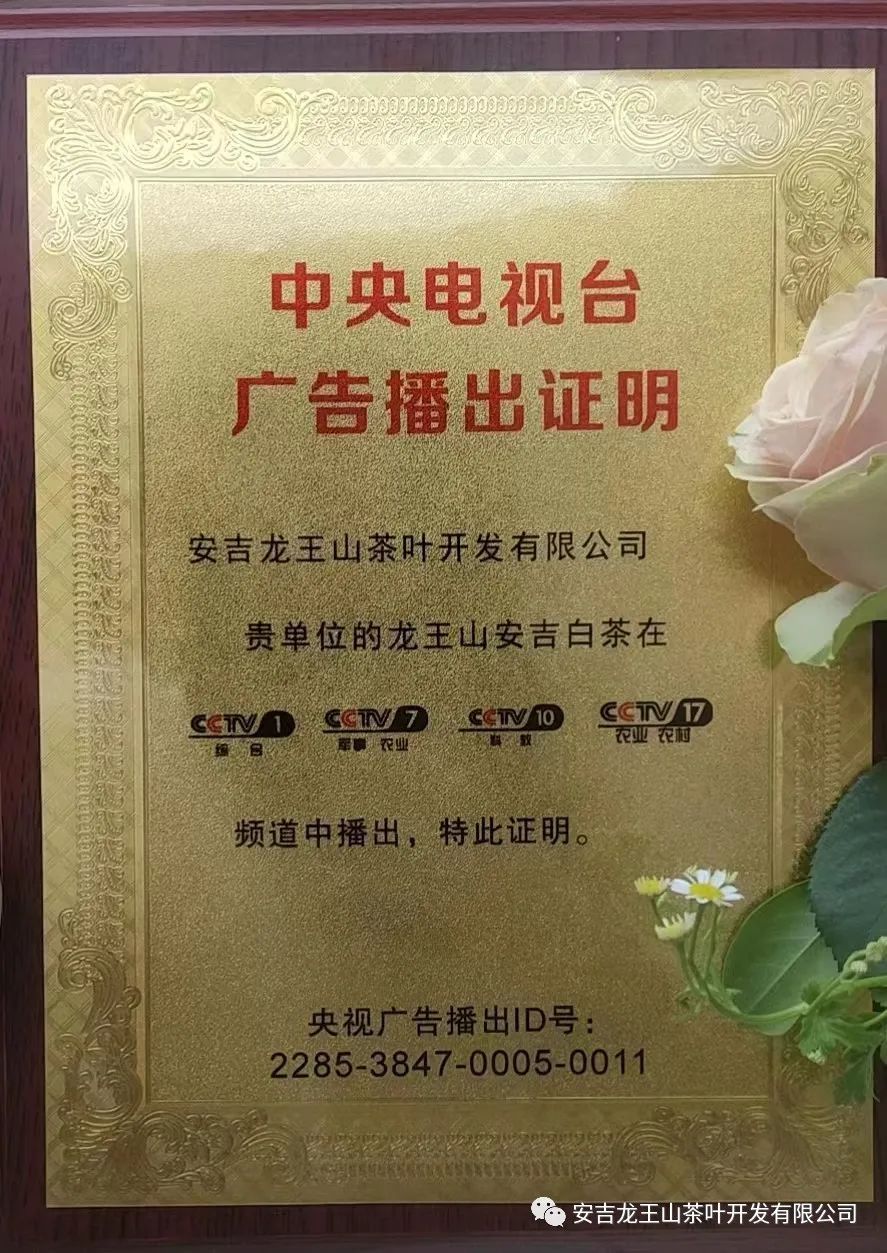 中央电视台
广告播出证明
安吉龙王山茶叶开发有限公司
贵单位的龙王山安吉白茶在
CCTV 1 CCTV 7 CCTV 10 CCTV 17
综合 军事 农业 科教 农业 农村
频道中播出，特此证明。
央视广告播出ID号：
2285-3847-0005-0011
安吉龙王山茶叶开发有限公司